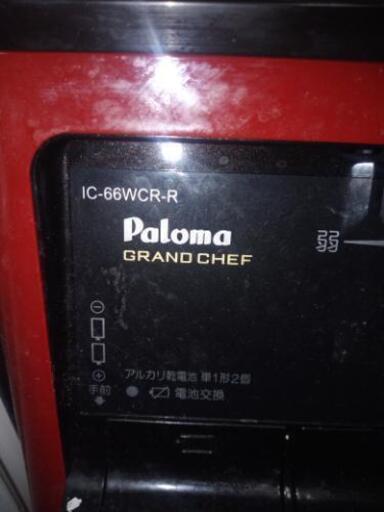 IC-66WCR-R
Paloma
GRAND CHEF
弱
アルカリ乾電池 単1形2個
電池交換
手前